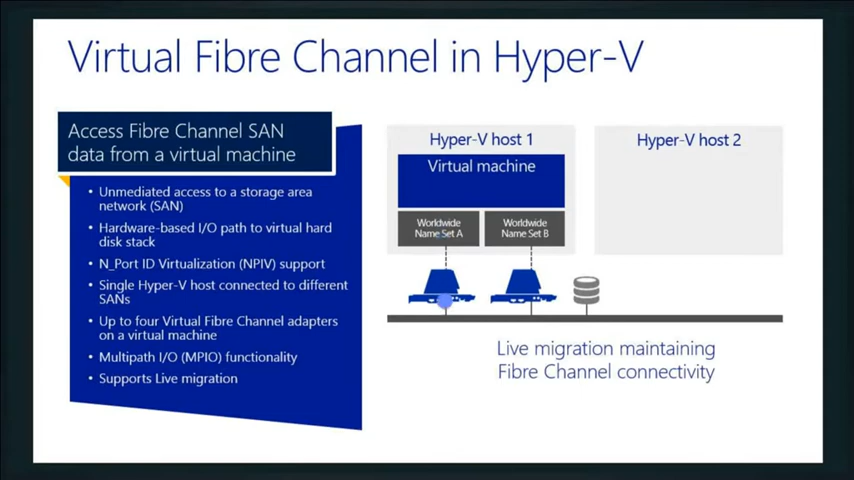 Virtual Fibre Channel in Hyper-V
Access Fibre Channel SAN
data from a virtual machine
• Unmediated access to a storage area
network (SAN)
• Hardware-based I/O path to virtual hard
disk stack
• N_Port ID Virtualization (NPIV) support
• Single Hyper-V host connected to different
SANs
• Up to four Virtual Fibre Channel adapters
on a virtual machine
• Multipath I/O (MPIO) functionality
• Supports Live migration
Hyper-V host 1
Virtual machine
Worldwide
Name Set A
Worldwide
Name Set B
Hyper-V host 2
Live migration maintaining
Fibre Channel connectivity